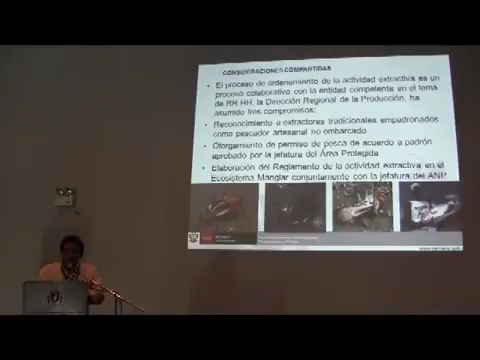 CONSIDERACIONES COMPARTIDAS
• El proceso de ordenamiento de la actividad extractiva es un
proceso colaborativo con la entidad competente en el tema
de RR HH, la Dirección Regional de la Producción, ha
asumido tres compromisos:
• Reconocimiento a extractores tradicionales empadronados
como pescador artesanal no embarcado
• Otorgamiento de permiso de pesca de acuerdo a padrón
aprobado por la jefatura del Área Protegida
• Elaboración del Reglamento de la actividad extractiva en el
Ecosistema Manglar conjuntamente con la jefatura del ANP